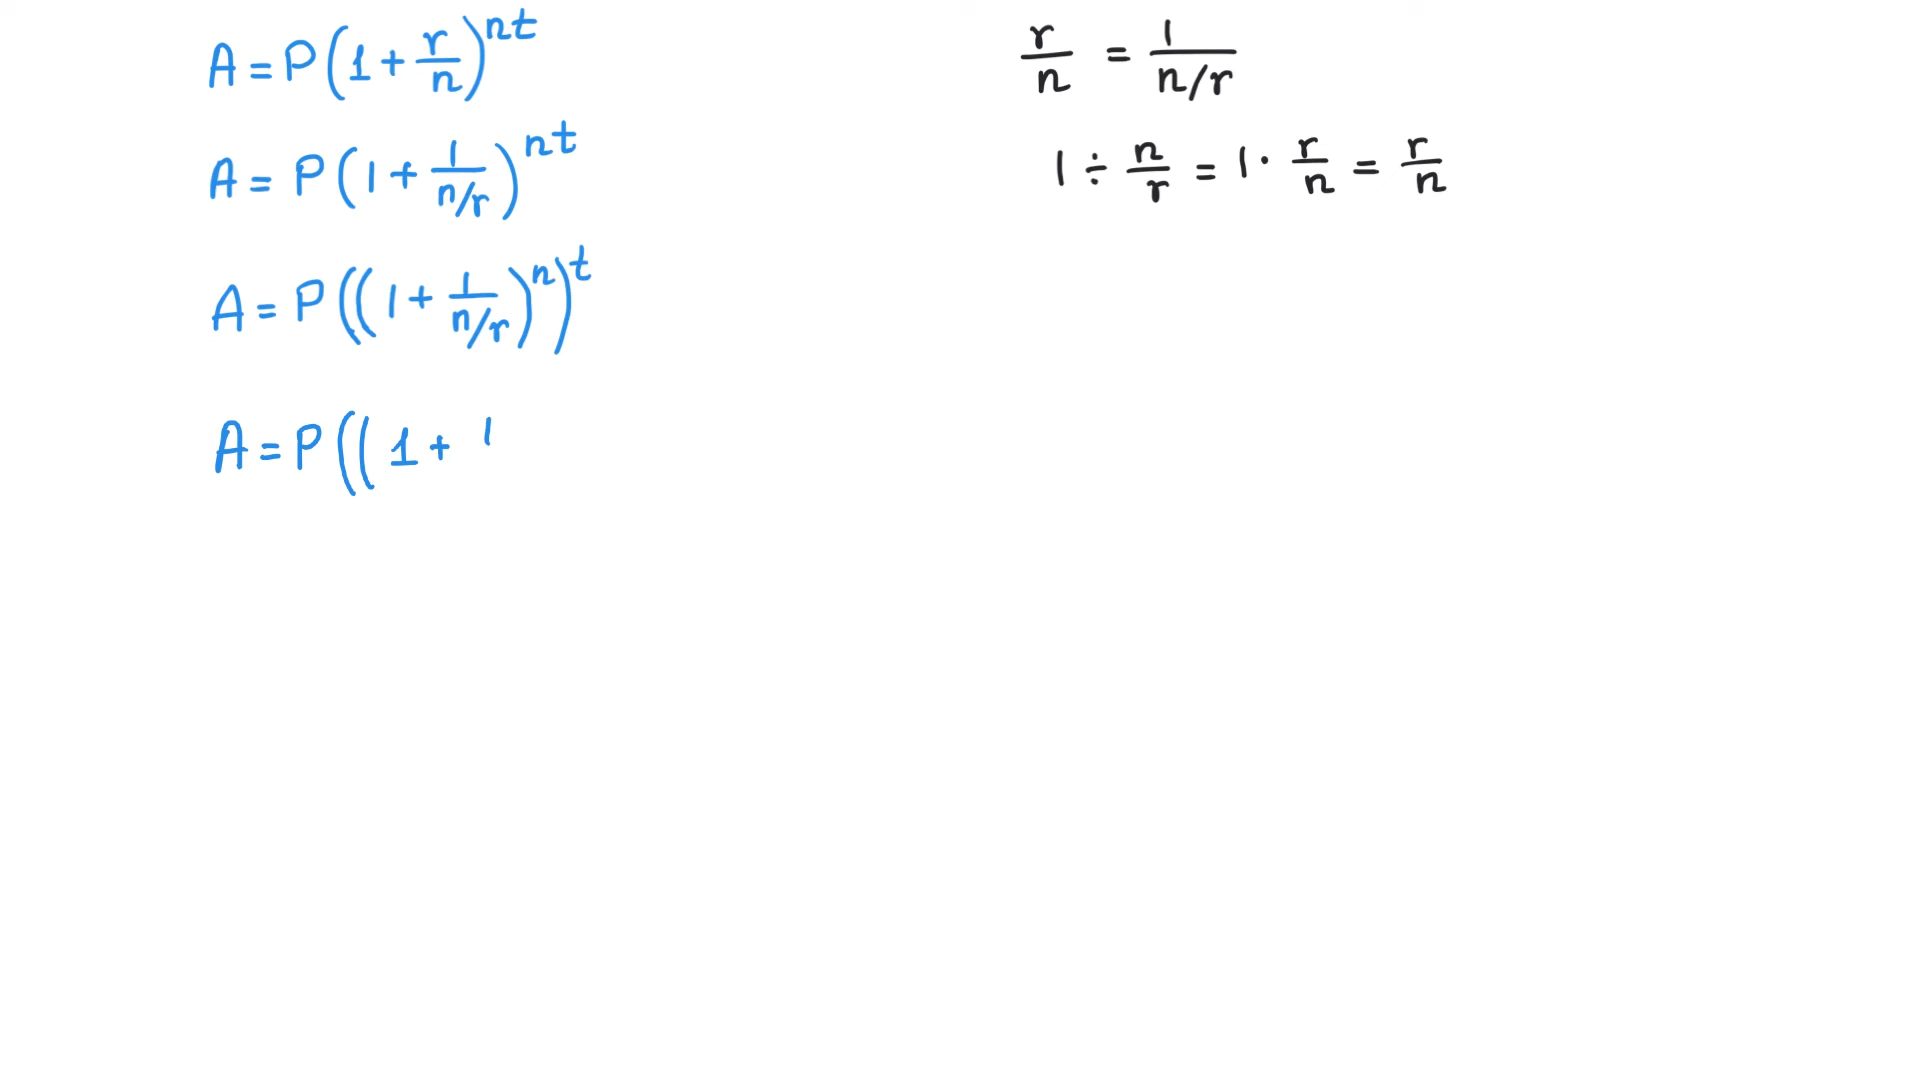 A = P(1 + r/n)^nt
A = P(1 + 1/(n/r))^nt
A = P((1 + 1/(n/r))^n)^t
A = P((1 + 1
r/n = 1/(n/r)
1 ÷ n/r = 1 · r/n = r/n